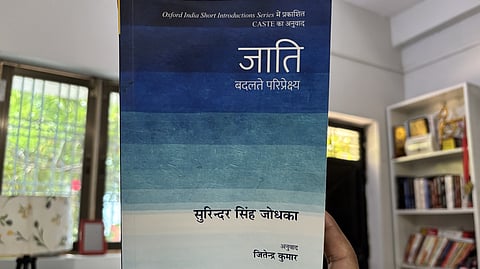 Oxford India Short Introductions Series में प्रकाशित
CASTE का अनुवाद
जाति
बदलते परिप्रेक्ष्य
सुरिन्दर सिंह जोधका
अनुवाद
जितेन्द्र कुमार